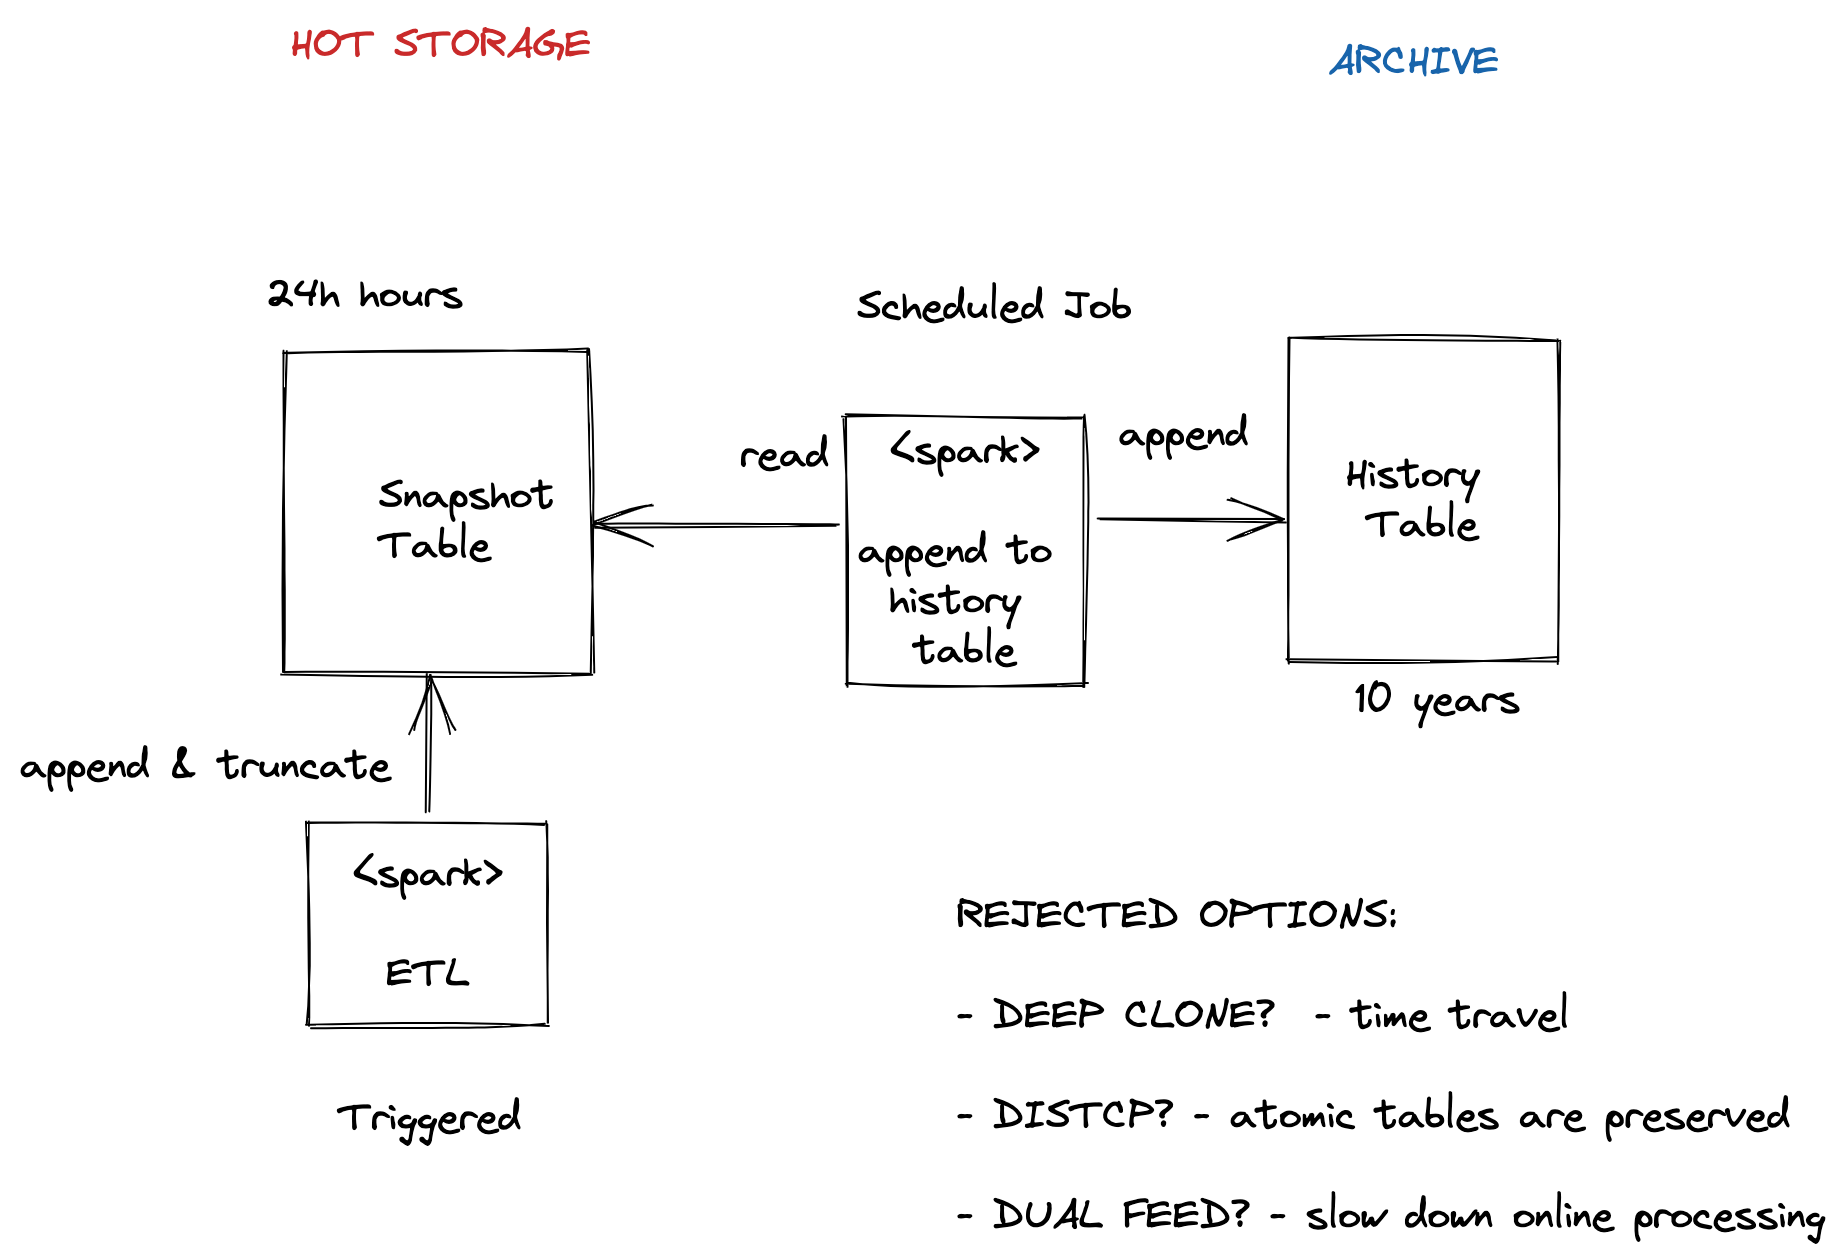 HOT STORAGE
ARCHIVE
24h hours
Scheduled Job
Snapshot
Table
read
<spark>
append to
history
table
append
History
Table
10 years
append & truncate
<spark>
ETL
Triggered
REJECTED OPTIONS:
- DEEP CLONE? - time travel
- DISTCP? - atomic tables are preserved
- DUAL FEED? - slow down online processing